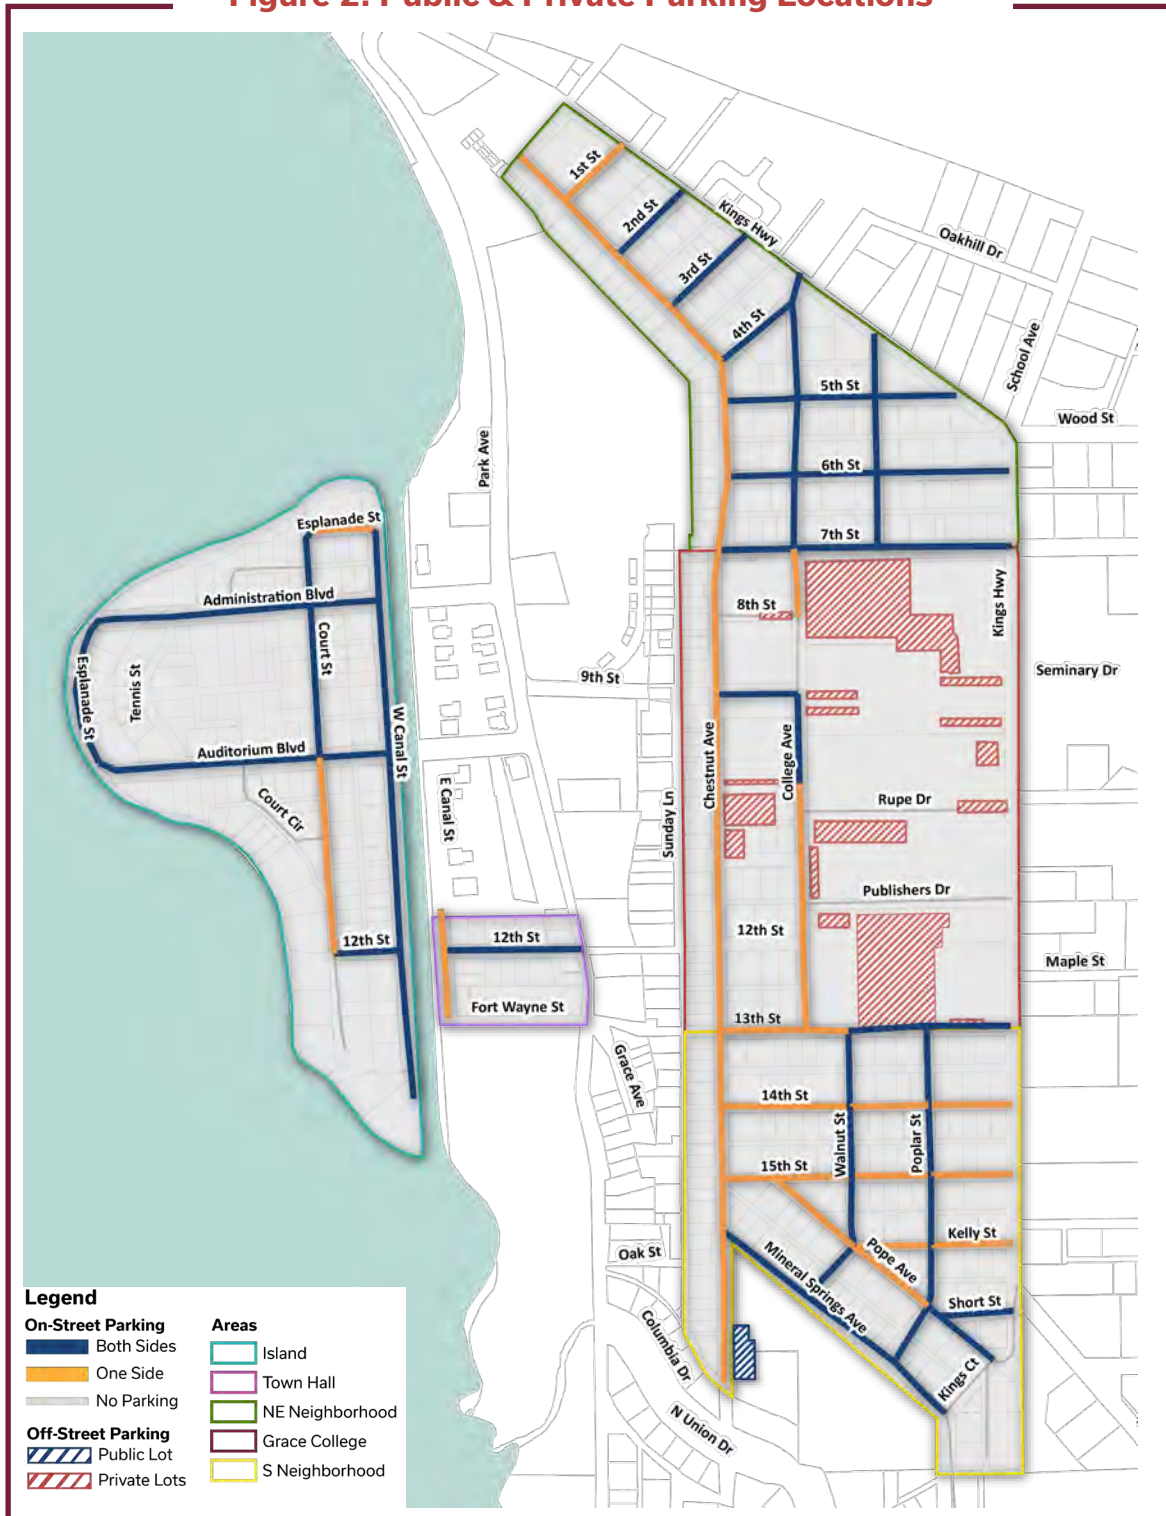 Figure 2: Public & Private Parking Locations
1st St
2nd St
Kings Hwy
3rd St
Oakhill Dr
4th St
School Ave
5th St
Wood St
Park Ave
6th St
Esplanade St
7th St
Administration Blvd
8th St
Kings Hwy
Court St
Esplanade St
Tennis St
9th St
Seminary Dr
W Canal St
Auditorium Blvd
Chestnut Ave
College Ave
Court Cir
E Canal St
Sunday Ln
Rupe Dr
Publishers Dr
12th St
12th St
12th St
Maple St
Fort Wayne St
13th St
Grace Ave
14th St
Walnut St
Poplar St
15th St
Kelly St
Oak St
Pope Ave
Mineral Springs Ave
Short St
Columbia Dr
Kings Ct
N Union Dr
Legend
On-Street Parking
Both Sides
One Side
No Parking
Off-Street Parking
Public Lot
Private Lots
Areas
Island
Town Hall
NE Neighborhood
Grace College
S Neighborhood